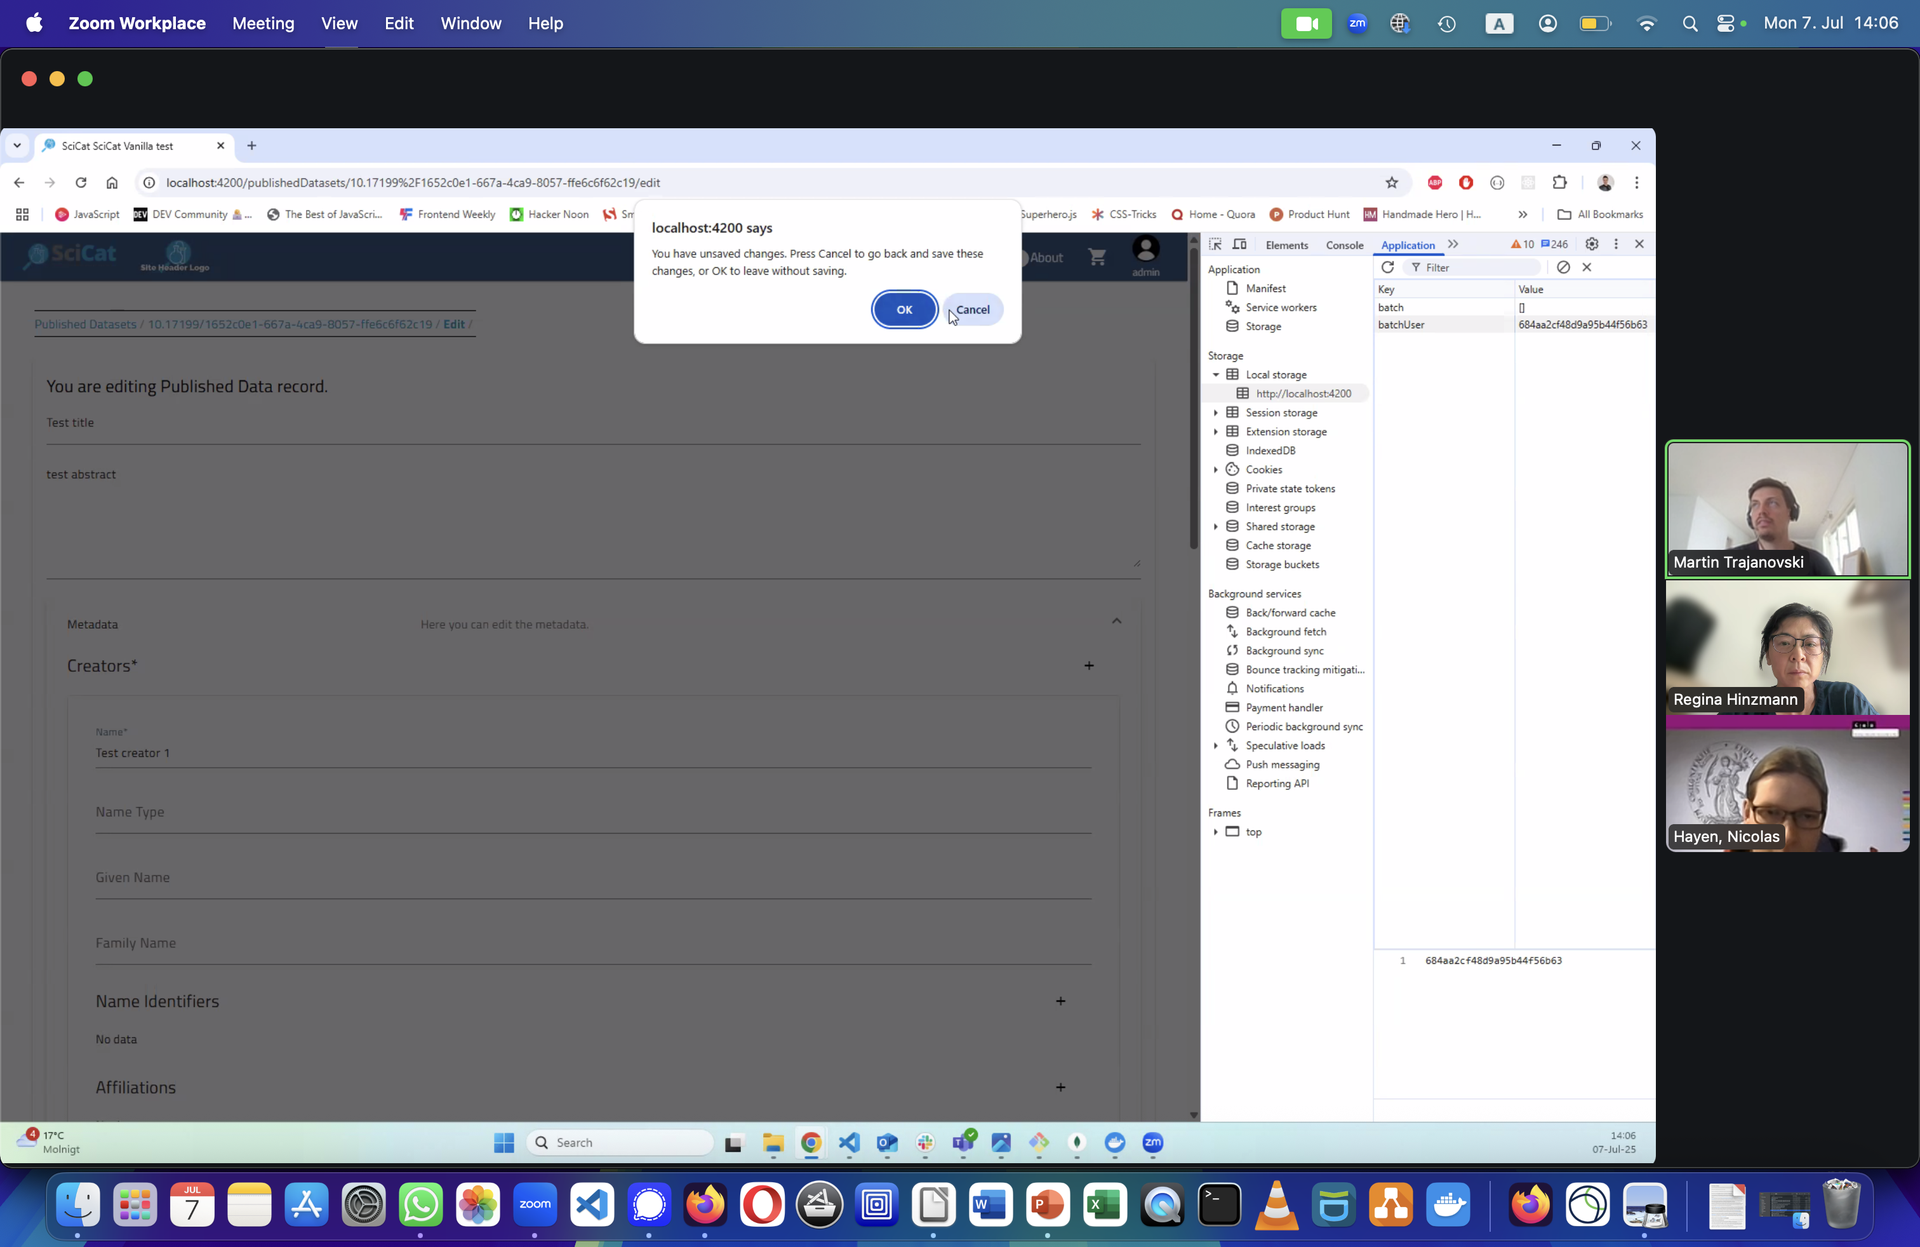 Zoom Workplace Meeting View Edit Window Help
zm A Mon 7. Jul 14:06
SciCat SciCat Vanilla test
localhost:4200/publishedDatasets/10.17199%2F1652c0e1-667a-4ca9-8057-ffe6c6f62c19/edit
ABP
JavaScript DEV DEV Community ... The Best of JavaScri... Frontend Weekly Hacker Noon Sm Superhero.js CSS-Tricks Home - Quora Product Hunt HM Handmade Hero | H... » All Bookmarks
localhost:4200 says
You have unsaved changes. Press Cancel to go back and save these
changes, or OK to leave without saving.
OK Cancel
SciCat Site Header Logo About admin
Published Datasets / 10.17199/1652c0e1-667a-4ca9-8057-ffe6c6f62c19 / Edit /
You are editing Published Data record.
Test title
test abstract
Metadata Here you can edit the metadata.
Creators* +
Name*
Test creator 1
Name Type
Given Name
Family Name
Name Identifiers +
No data
Affiliations +
Elements Console Application » 10 246
Application
Manifest
Service workers
Storage
Storage
Local storage
http://localhost:4200
Session storage
Extension storage
IndexedDB
Cookies
Private state tokens
Interest groups
Shared storage
Cache storage
Storage buckets
Background services
Back/forward cache
Background fetch
Background sync
Bounce tracking mitigati...
Notifications
Payment handler
Periodic background sync
Speculative loads
Push messaging
Reporting API
Frames
top
Filter
Key Value
batch []
batchUser 684aa2cf48d9a95b44f56b63
1 684aa2cf48d9a95b44f56b63
Martin Trajanovski
Regina Hinzmann
Hayen, Nicolas
4 17°C
Molnigt
Search
zm
14:06
07-Jul-25
JUL
7
zoom
W
P
X